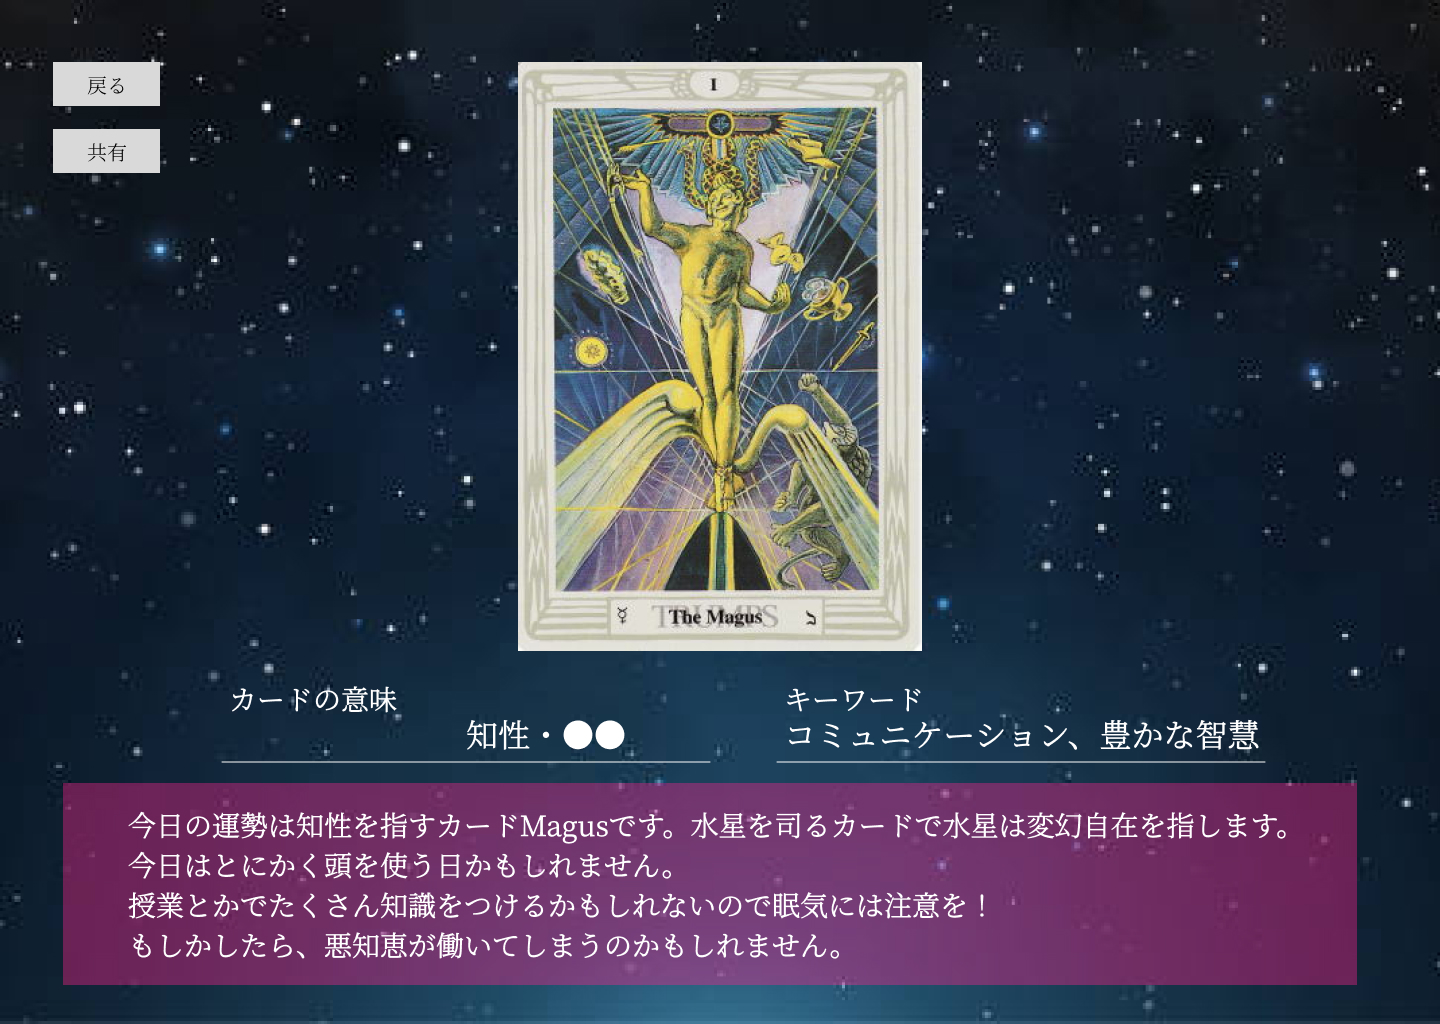 戻る
共有
I
TRUMPS
The Magus
カードの意味
知性・●●
キーワード
コミュニケーション、豊かな智慧
今日の運勢は知性を指すカードMagusです。水星を司るカードで水星は変幻自在を指します。
今日はとにかく頭を使う日かもしれません。
授業とかでたくさん知識をつけるかもしれないので眠気には注意を！
もしかしたら、悪知恵が働いてしまうのかもしれません。